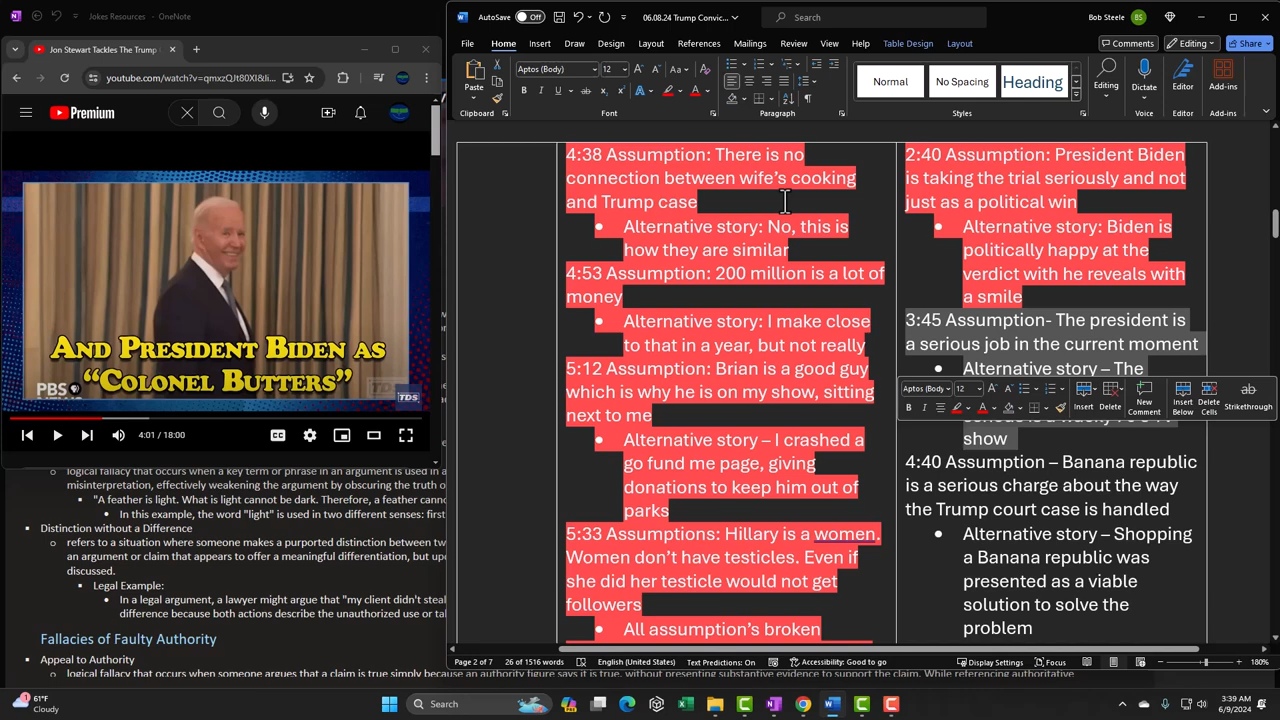 Jokes Resources - OneNote
Jon Stewart Tackles The Trump
youtube.com/watch?v=qmxzQJt80XI&li...
Premium
AND PRESIDENT BIDEN AS
"COLONEL BUTTERS"
PBS
TDS
4:01 / 18:00
logical fallacy that occurs when a key term or phrase in an argument is used in
misinterpretation, effectively weakening the argument by obscuring the truth o
"A feather is light. What is light cannot be dark. Therefore, a feather cannot
In this example, the word "light" is used in two different senses: first
Distinction without a Difference
refers to a situation where someone makes a purported distinction between tw
an argument or claim that appears to offer a meaningful differentiation, but up
discussed.
Legal Example:
In a legal argument, a lawyer might argue that "my client didn't steal
difference because both actions describe the unauthorized use or tak
Fallacies of Faulty Authority
Appeal to Authority
logical fallacy that occurs when someone argues that a claim is true simply because an authority figure says it is true, without presenting substantive evidence to support the claim. While referencing authoritative
AutoSave Off
06.08.24 Trump Convic...
Search
Bob Steele BS
File Home Insert Draw Design Layout References Mailings Review View Help Table Design Layout
Comments Editing Share
Aptos (Body) 12
Paste
Normal No Spacing Heading
Editing Dictate Editor Add-ins
Clipboard Font Paragraph Styles Voice Editor Add-ins
4:38 Assumption: There is no
connection between wife's cooking
and Trump case
Alternative story: No, this is
how they are similar
4:53 Assumption: 200 million is a lot of
money
Alternative story: I make close
to that in a year, but not really
5:12 Assumption: Brian is a good guy
which is why he is on my show, sitting
next to me
Alternative story – I crashed a
go fund me page, giving
donations to keep him out of
parks
5:33 Assumptions: Hillary is a women.
Women don't have testicles. Even if
she did her testicle would not get
followers
All assumption's broken
2:40 Assumption: President Biden
is taking the trial seriously and not
just as a political win
Alternative story: Biden is
politically happy at the
verdict with he reveals with
a smile
3:45 Assumption- The president is
a serious job in the current moment
Alternative story – The
Aptos (Body) 12
Insert Delete New Comment Insert Below Delete Cells Strikethrough
show
4:40 Assumption – Banana republic
is a serious charge about the way
the Trump court case is handled
Alternative story – Shopping
a Banana republic was
presented as a viable
solution to solve the
problem
Page 2 of 7 26 of 1516 words English (United States) Text Predictions: On Accessibility: Good to go Display Settings Focus 180%
61°F
Cloudy
Search
3:39 AM
6/9/2024